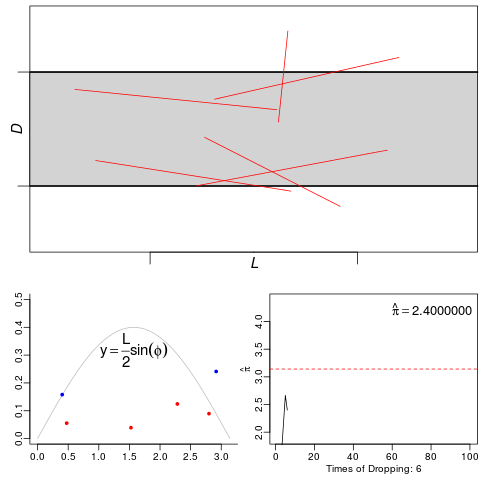 D
L
0.5
0.4
0.3
0.2
0.1
0.0
y = L/2 sin(ϕ)
0.0 0.5 1.0 1.5 2.0 2.5 3.0
π̂ = 2.4000000
4.0
3.5
3.0
2.5
2.0
π̂
0 20 40 60 80 100
Times of Dropping: 6